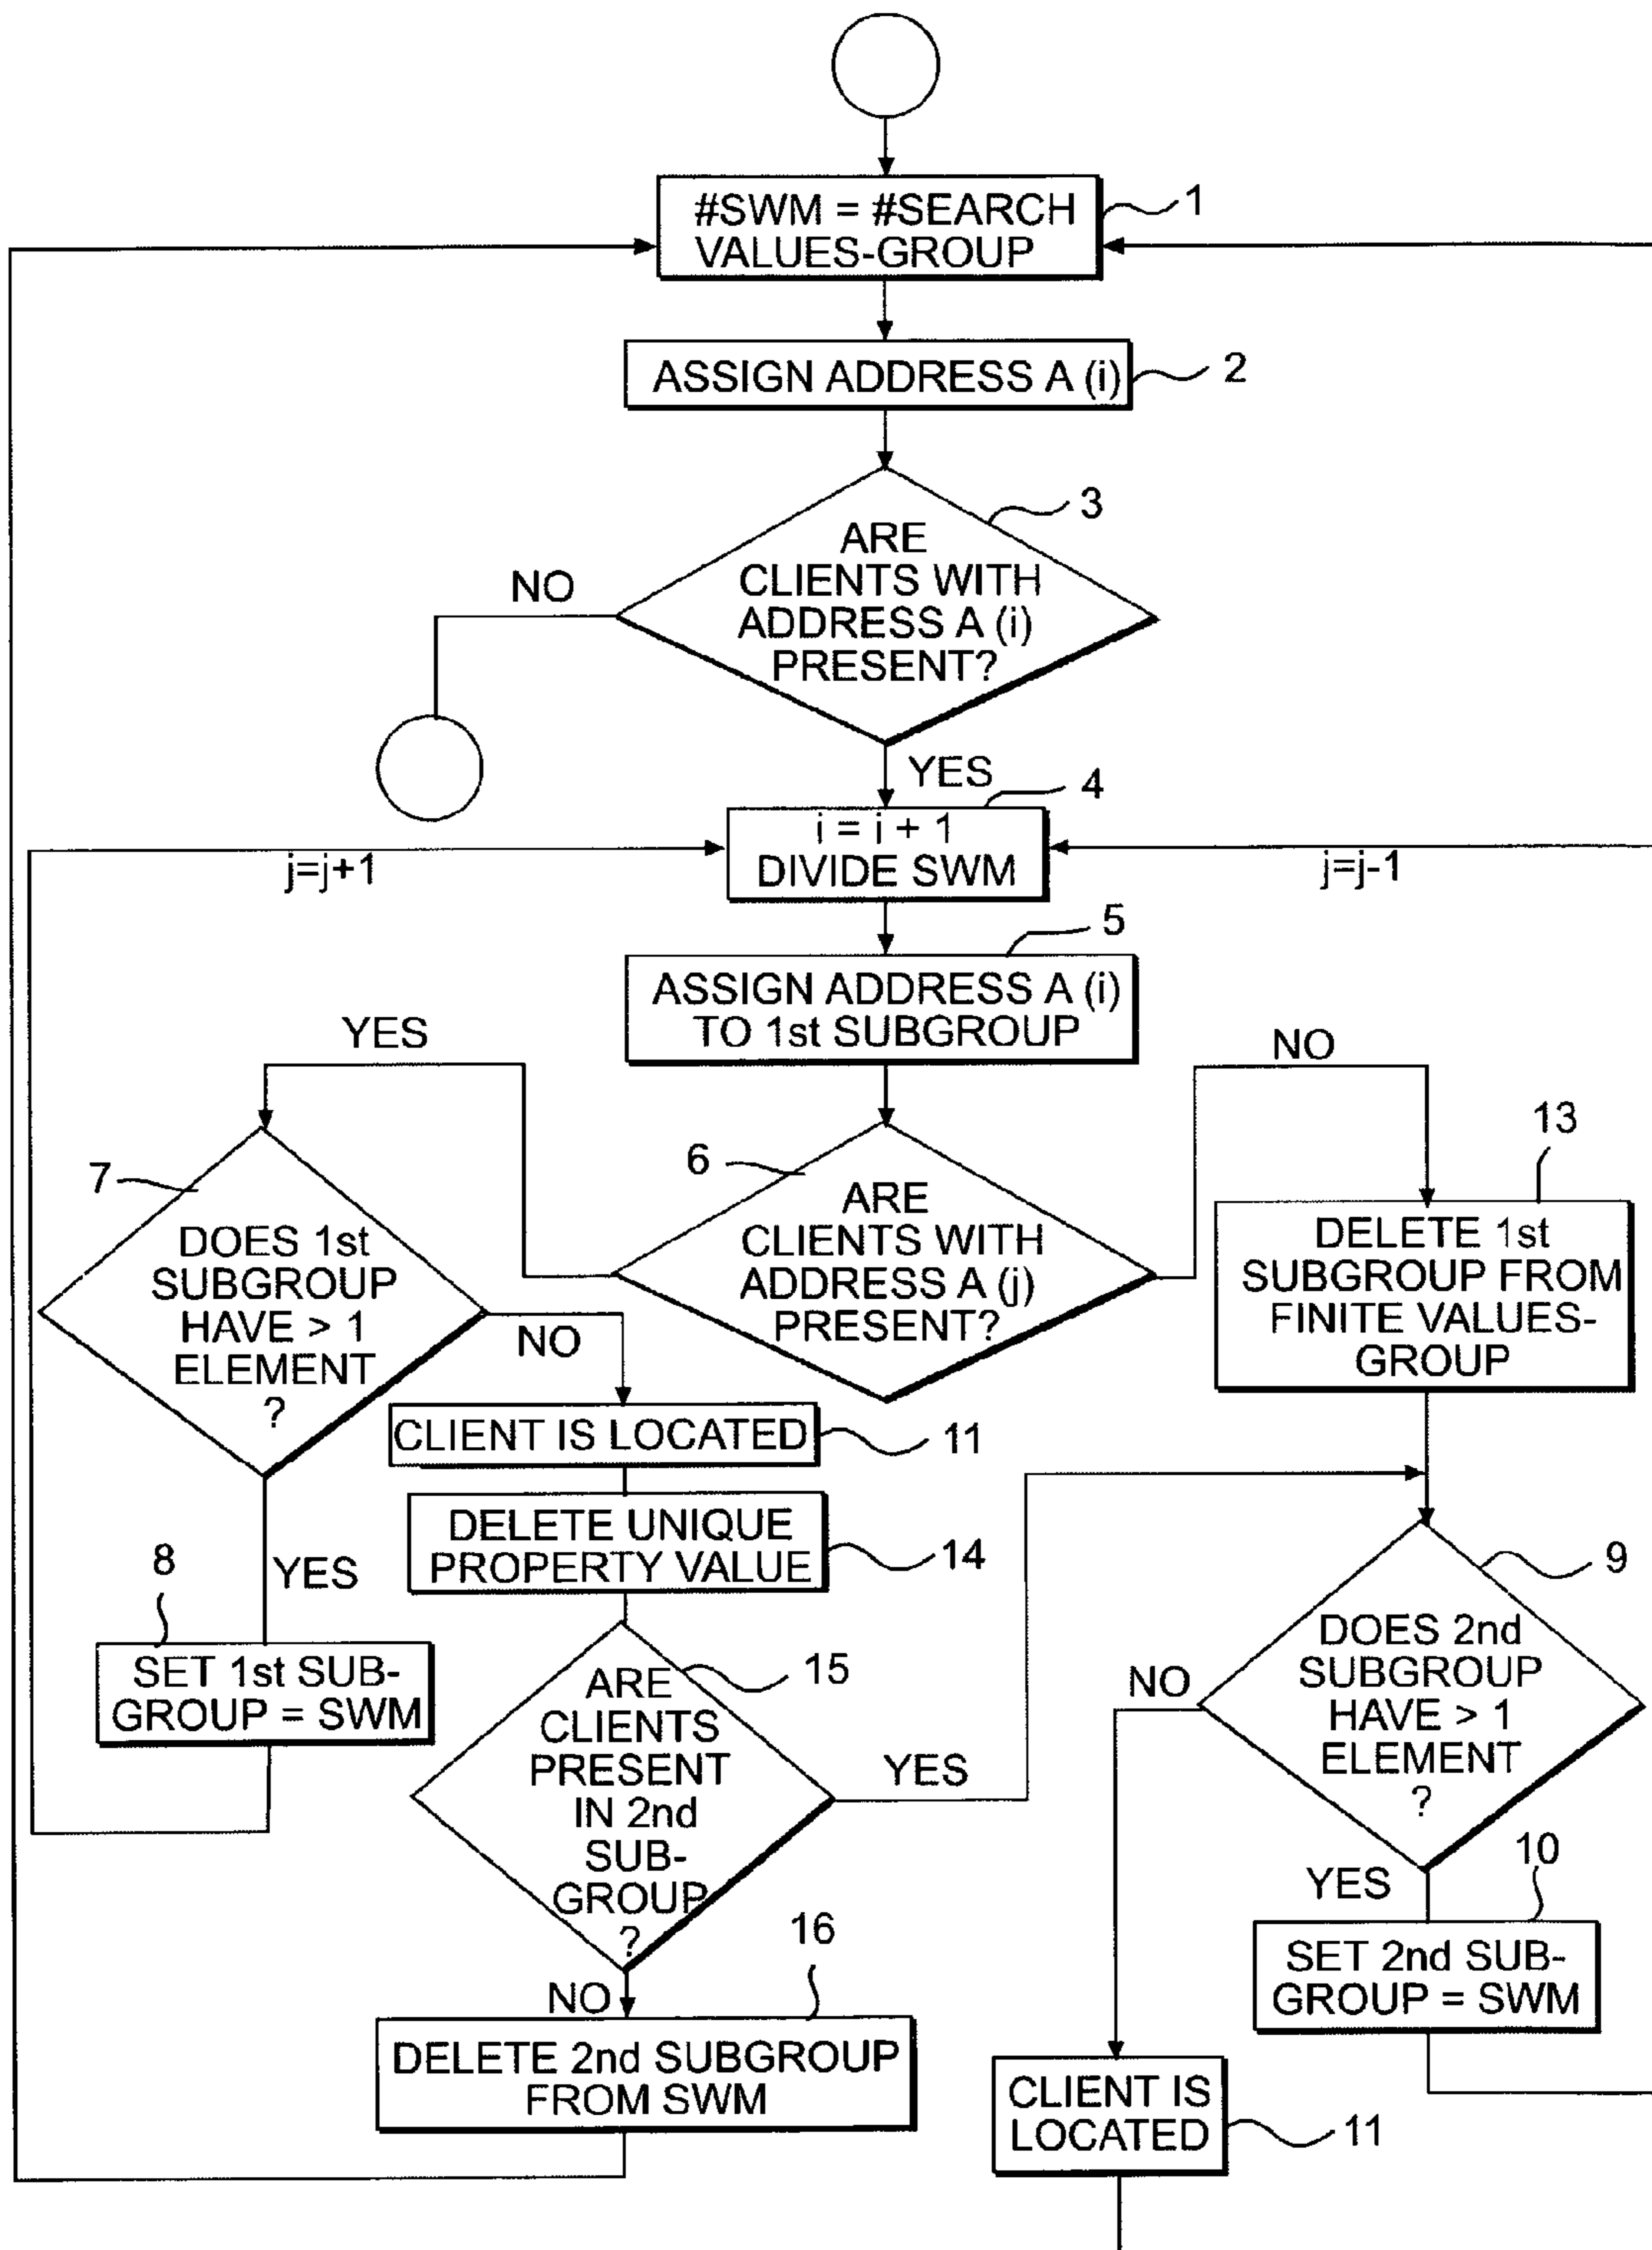 #SWM = #SEARCH
VALUES-GROUP
1
ASSIGN ADDRESS A (i)
2
3
ARE
CLIENTS WITH
ADDRESS A (i)
PRESENT?
NO
YES
4
i = i + 1
DIVIDE SWM
j=j+1
j=j-1
5
ASSIGN ADDRESS A (i)
TO 1st SUBGROUP
YES
NO
13
7
6
ARE
CLIENTS WITH
ADDRESS A (j)
PRESENT?
DOES 1st
SUBGROUP
HAVE > 1
ELEMENT
?
NO
DELETE 1st
SUBGROUP FROM
FINITE VALUES-
GROUP
CLIENT IS LOCATED
11
DELETE UNIQUE
PROPERTY VALUE
14
8
YES
SET 1st SUB-
GROUP = SWM
15
ARE
CLIENTS
PRESENT
IN 2nd
SUB-
GROUP
?
YES
9
DOES 2nd
SUBGROUP
HAVE > 1
ELEMENT
?
NO
YES
10
SET 2nd SUB-
GROUP = SWM
NO
16
DELETE 2nd SUBGROUP
FROM SWM
CLIENT IS
LOCATED
11